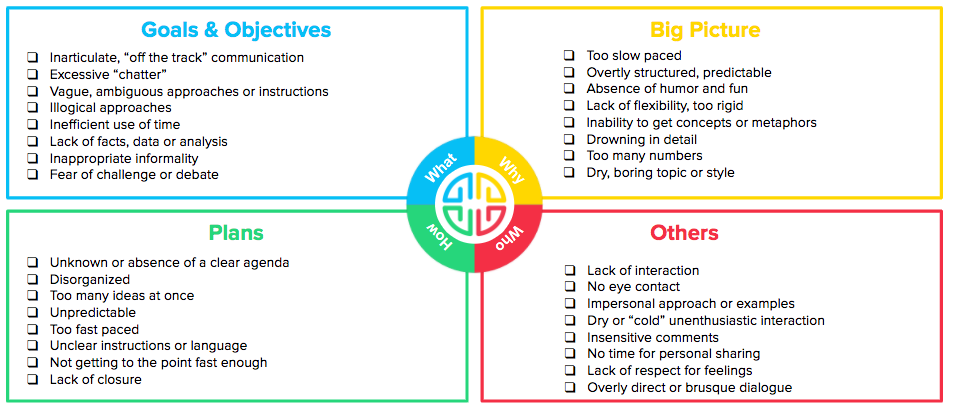 Goals & Objectives
❏ Inarticulate, “off the track” communication
❏ Excessive “chatter”
❏ Vague, ambiguous approaches or instructions
❏ Illogical approaches
❏ Inefficient use of time
❏ Lack of facts, data or analysis
❏ Inappropriate informality
❏ Fear of challenge or debate
Big Picture
❏ Too slow paced
❏ Overtly structured, predictable
❏ Absence of humor and fun
❏ Lack of flexibility, too rigid
❏ Inability to get concepts or metaphors
❏ Drowning in detail
❏ Too many numbers
❏ Dry, boring topic or style
What
Why
How
Who
Plans
❏ Unknown or absence of a clear agenda
❏ Disorganized
❏ Too many ideas at once
❏ Unpredictable
❏ Too fast paced
❏ Unclear instructions or language
❏ Not getting to the point fast enough
❏ Lack of closure
Others
❏ Lack of interaction
❏ No eye contact
❏ Impersonal approach or examples
❏ Dry or “cold” unenthusiastic interaction
❏ Insensitive comments
❏ No time for personal sharing
❏ Lack of respect for feelings
❏ Overly direct or brusque dialogue